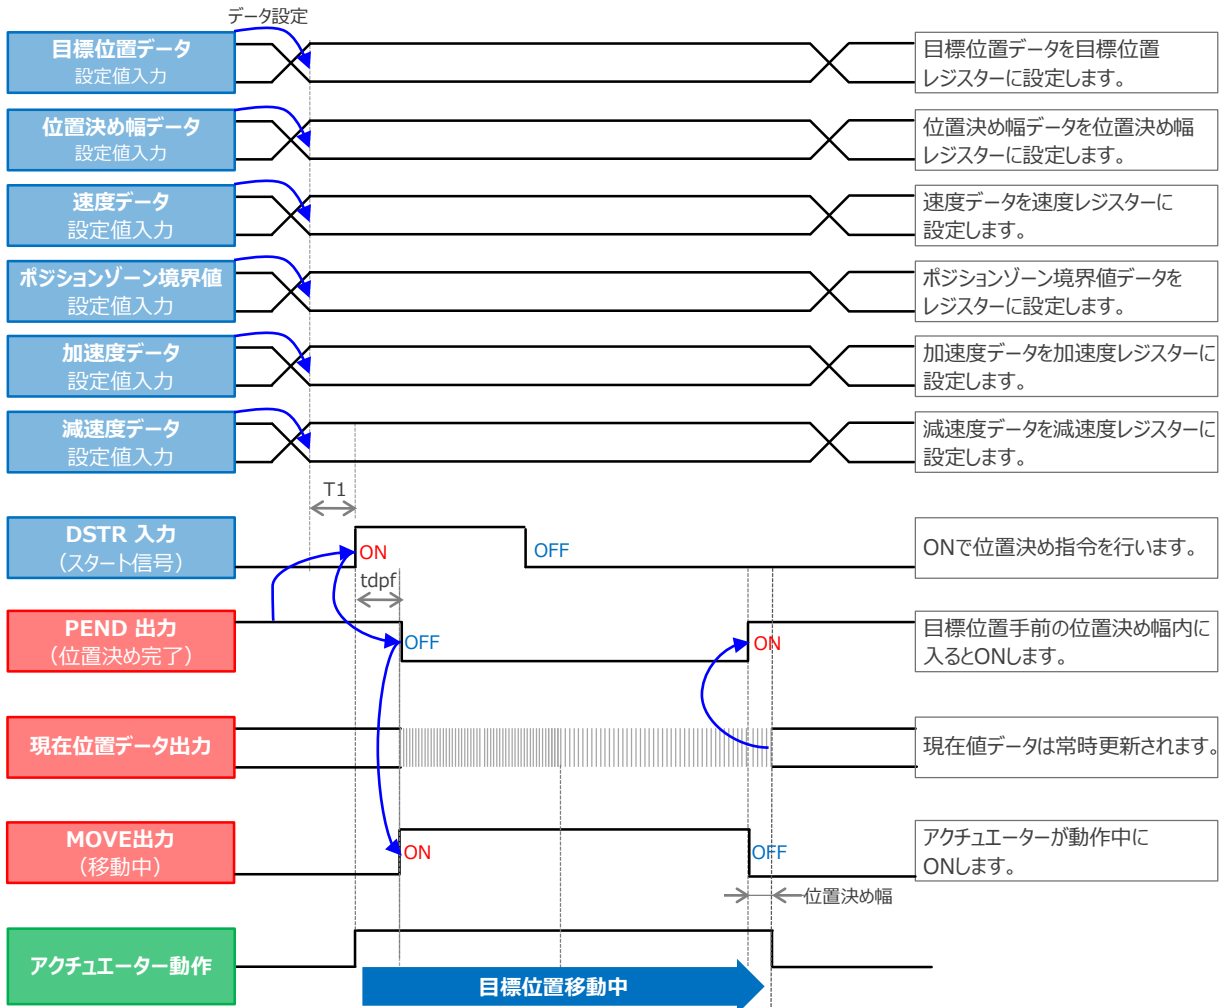 データ設定
目標位置データ
設定値入力
目標位置データを目標位置
レジスターに設定します。
位置決め幅データ
設定値入力
位置決め幅データを位置決め幅
レジスターに設定します。
速度データ
設定値入力
速度データを速度レジスターに
設定します。
ポジションゾーン境界値
設定値入力
ポジションゾーン境界値データを
レジスターに設定します。
加速度データ
設定値入力
加速度データを加速度レジスターに
設定します。
減速度データ
設定値入力
減速度データを減速度レジスターに
設定します。
T1
DSTR 入力
（スタート信号）
ON
OFF
ONで位置決め指令を行います。
tdpf
PEND 出力
（位置決め完了）
OFF
ON
目標位置手前の位置決め幅内に
入るとONします。
現在位置データ出力
現在値データは常時更新されます。
MOVE出力
（移動中）
ON
OFF
アクチュエーターが動作中に
ONします。
位置決め幅
アクチュエーター動作
目標位置移動中